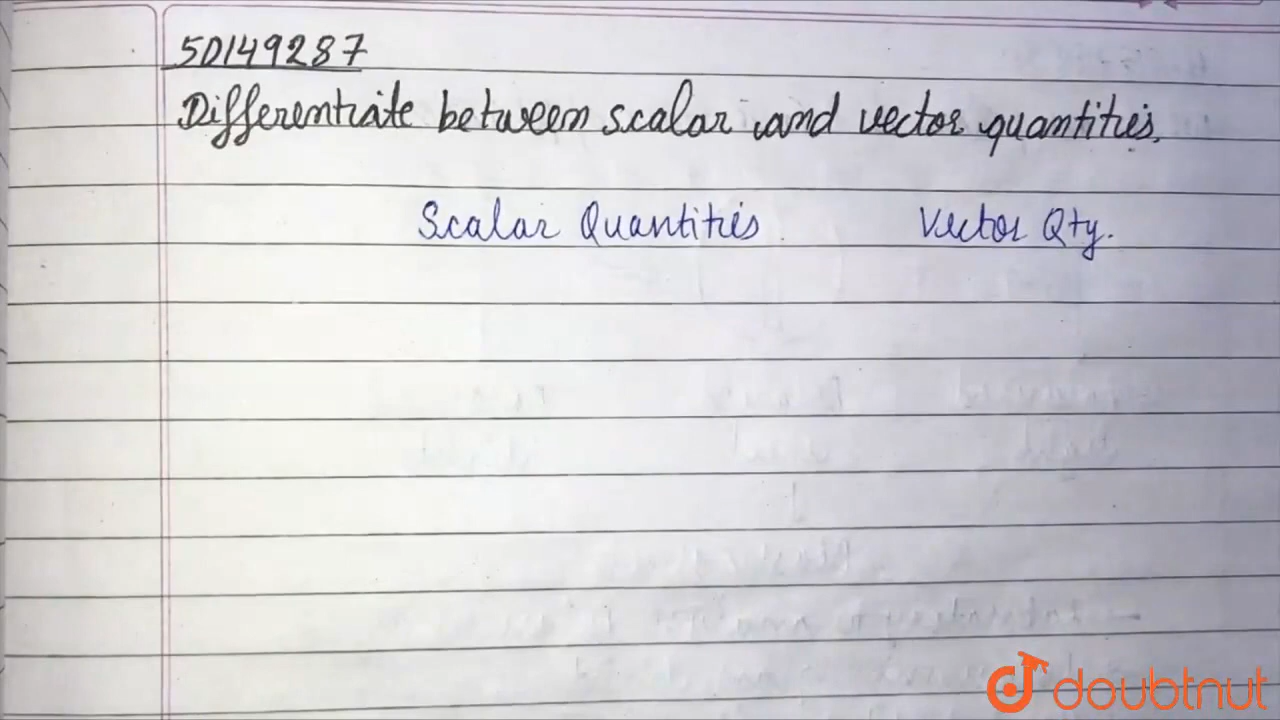 50149287
Differentiate between scalar and vector quantities.
Scalar Quantities Vector Qty.
doubtnut